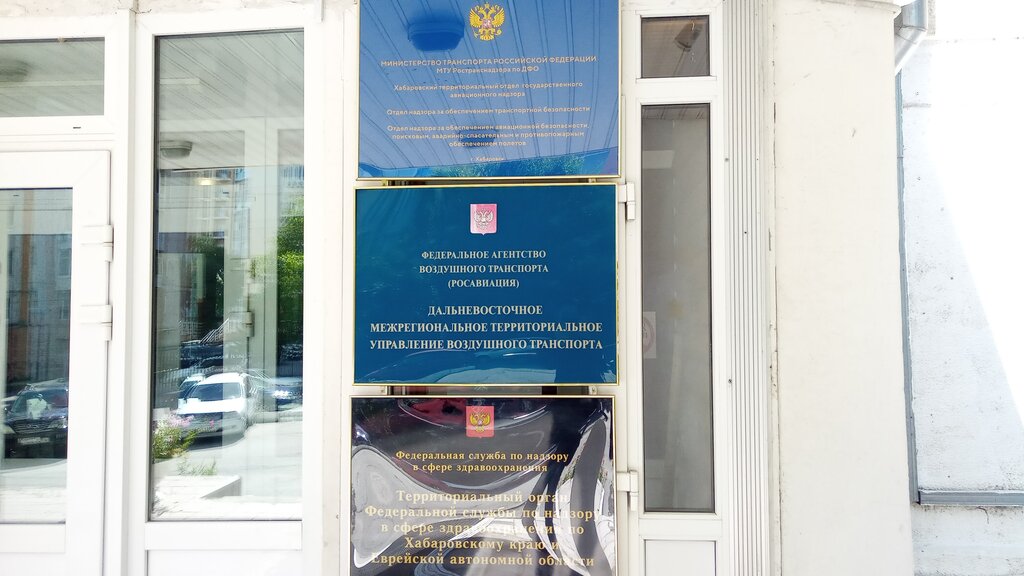 МИНИСТЕРСТВО ТРАНСПОРТА РОССИЙСКОЙ ФЕДЕРАЦИИ
МТУ Ространснадзора по ДФО
Хабаровский территориальный отдел государственного
авиационного надзора
Отдел надзора за обеспечением транспортной безопасности
Отдел надзора за обеспечением авиационной безопасности,
поисковым, аварийно-спасательным и противопожарным
обеспечением полетов
г. Хабаровск
ФЕДЕРАЛЬНОЕ АГЕНТСТВО
ВОЗДУШНОГО ТРАНСПОРТА
(РОСАВИАЦИЯ)
ДАЛЬНЕВОСТОЧНОЕ
МЕЖРЕГИОНАЛЬНОЕ ТЕРРИТОРИАЛЬНОЕ
УПРАВЛЕНИЕ ВОЗДУШНОГО ТРАНСПОРТА
Федеральная служба по надзору
в сфере здравоохранения
Территориальный орган
Федеральной службы по надзору
в сфере здравоохранения по
Хабаровскому краю и
Еврейской автономной области